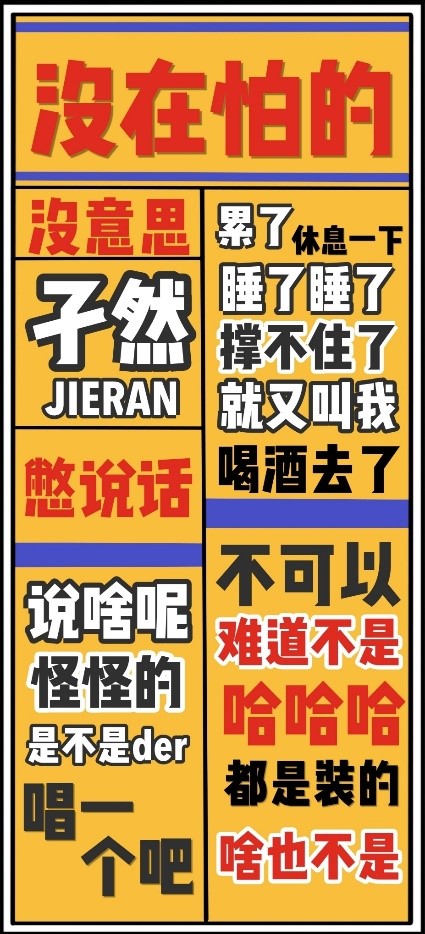 沒在怕的
沒意思
孑然
JIERAN
憋说话
累了
休息一下
睡了睡了
撑不住了
就又叫我
喝酒去了
说啥呢
怪怪的
是不是der
唱一个吧
不可以
难道不是
啥啥啥
都是装的
啥也不是